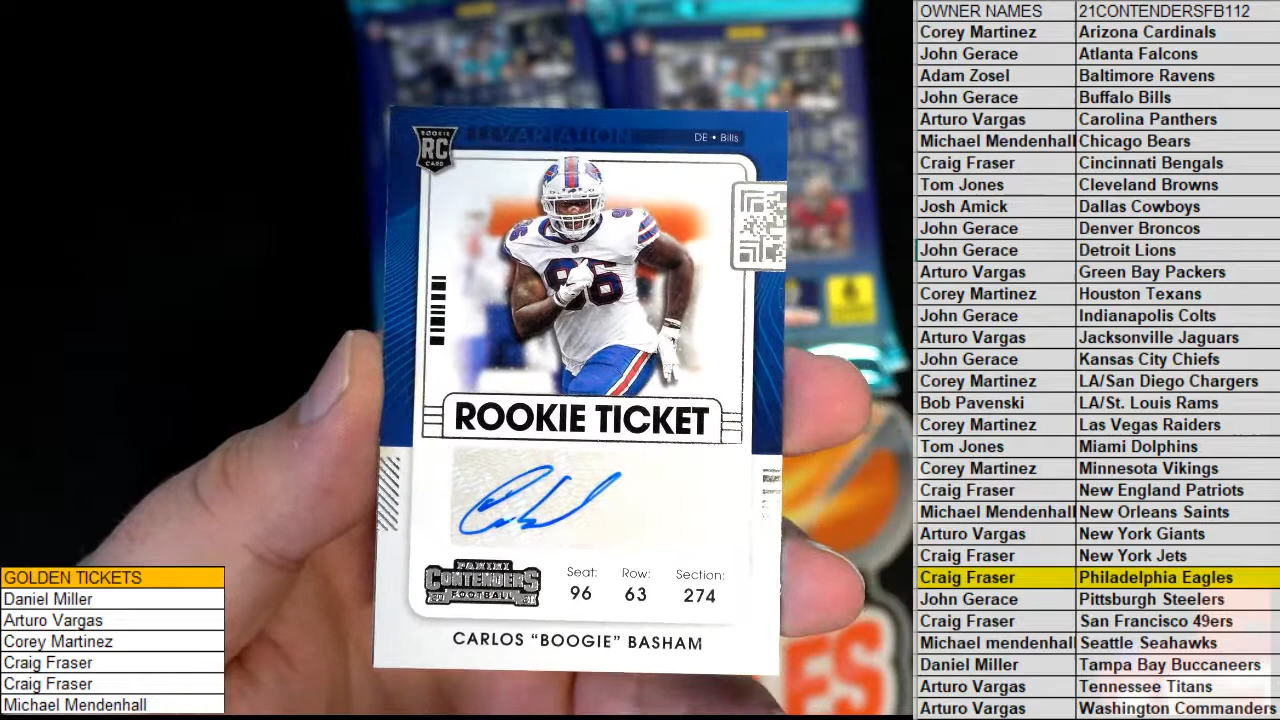 OWNER NAMES 21CONTENDERSFB112
Corey Martinez Arizona Cardinals
John Gerace Atlanta Falcons
Adam Zosel Baltimore Ravens
John Gerace Buffalo Bills
Arturo Vargas Carolina Panthers
Michael Mendenhall Chicago Bears
Craig Fraser Cincinnati Bengals
Tom Jones Cleveland Browns
Josh Amick Dallas Cowboys
John Gerace Denver Broncos
John Gerace Detroit Lions
Arturo Vargas Green Bay Packers
Corey Martinez Houston Texans
John Gerace Indianapolis Colts
Arturo Vargas Jacksonville Jaguars
John Gerace Kansas City Chiefs
Corey Martinez LA/San Diego Chargers
Bob Pavenski LA/St. Louis Rams
Corey Martinez Las Vegas Raiders
Tom Jones Miami Dolphins
Corey Martinez Minnesota Vikings
Craig Fraser New England Patriots
Michael Mendenhall New Orleans Saints
Arturo Vargas New York Giants
Craig Fraser New York Jets
Craig Fraser Philadelphia Eagles
John Gerace Pittsburgh Steelers
Craig Fraser San Francisco 49ers
Michael mendenhall Seattle Seahawks
Daniel Miller Tampa Bay Buccaneers
Arturo Vargas Tennessee Titans
Arturo Vargas Washington Commanders
ROOKIE
RC
CARD
VARIATION
DE • Bills
96
ROOKIE TICKET
PANINI
CONTENDERS
FOOTBALL
Seat: Row: Section:
96 63 274
CARLOS "BOOGIE" BASHAM
GOLDEN TICKETS
Daniel Miller
Arturo Vargas
Corey Martinez
Craig Fraser
Craig Fraser
Michael Mendenhall